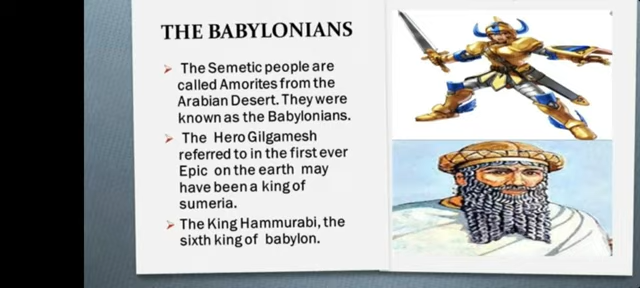 THE BABYLONIANS
The Semetic people are
called Amorites from the
Arabian Desert. They were
known as the Babylonians.
The Hero Gilgamesh
referred to in the first ever
Epic on the earth may
have been a king of
sumeria.
The King Hammurabi, the
sixth king of babylon.